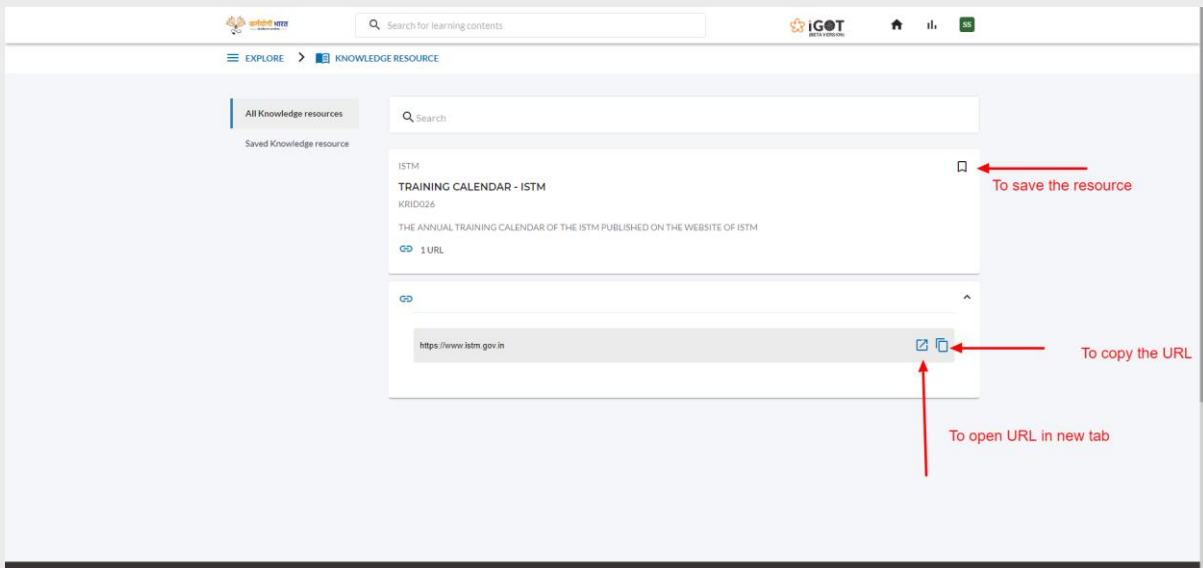 कर्मयोगी भारत
Search for learning contents
iGOT
(BETA VERSION)
SS
EXPLORE
KNOWLEDGE RESOURCE
All Knowledge resources
Saved Knowledge resource
Search
ISTM
TRAINING CALENDAR - ISTM
KRID026
THE ANNUAL TRAINING CALENDAR OF THE ISTM PUBLISHED ON THE WEBSITE OF ISTM
1 URL
To save the resource
https://www.istm.gov.in
To copy the URL
To open URL in new tab